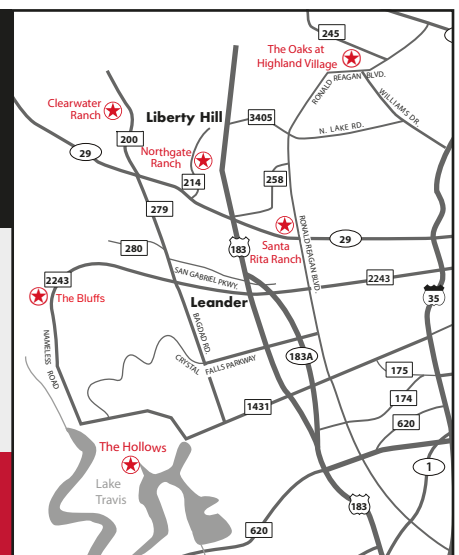 245
The Oaks at
Highland Village
RONALD REAGAN BLVD.
WILLIAMS DR
Clearwater
Ranch
Liberty Hill
3405
N. LAKE RD.
200
29
Northgate
Ranch
214
258
279
Santa
Rita Ranch
29
183
280
RONALD REAGAN BLVD.
2243
SAN GABRIEL PKWY.
2243
The Bluffs
Leander
35
BAGDAD RD.
NAMELESS ROAD
CRYSTAL FALLS PARKWAY
183A
175
174
1431
620
The Hollows
1
Lake
Travis
183
620